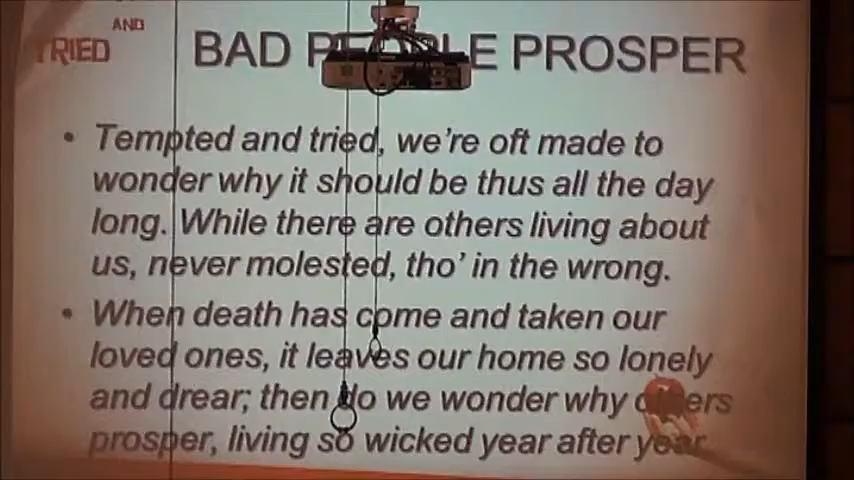 AND
TRIED
BAD PEOPLE PROSPER
• Tempted and tried, we're oft made to
wonder why it should be thus all the day
long. While there are others living about
us, never molested, tho' in the wrong.
• When death has come and taken our
loved ones, it leaves our home so lonely
and drear; then do we wonder why others
prosper, living so wicked year after year.